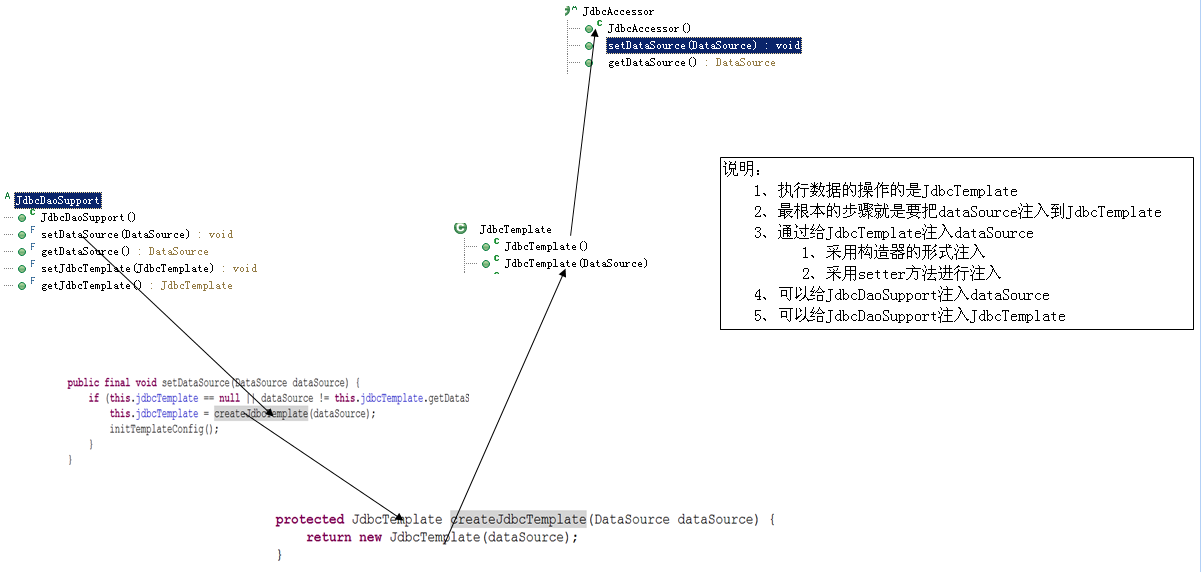 JdbcAccessor
JdbcAccessor()
setDataSource(DataSource) : void
getDataSource() : DataSource
说明:
1、执行数据的操作的是JdbcTemplate
2、最根本的步骤就是要把dataSource注入到JdbcTemplate
3、通过给JdbcTemplate注入dataSource
1、采用构造器的形式注入
2、采用setter方法进行注入
4、可以给JdbcDaoSupport注入dataSource
5、可以给JdbcDaoSupport注入JdbcTemplate
A JdbcDaoSupport
C JdbcDaoSupport()
F setDataSource(DataSource) : void
F getDataSource() : DataSource
F setJdbcTemplate(JdbcTemplate) : void
F getJdbcTemplate() : JdbcTemplate
C JdbcTemplate
C JdbcTemplate()
C JdbcTemplate(DataSource)
public final void setDataSource(DataSource dataSource) {
if (this.jdbcTemplate == null || dataSource != this.jdbcTemplate.getDataS
this.jdbcTemplate = createJdbcTemplate(dataSource);
initTemplateConfig();
}
}
protected JdbcTemplate createJdbcTemplate(DataSource dataSource) {
return new JdbcTemplate(dataSource);
}